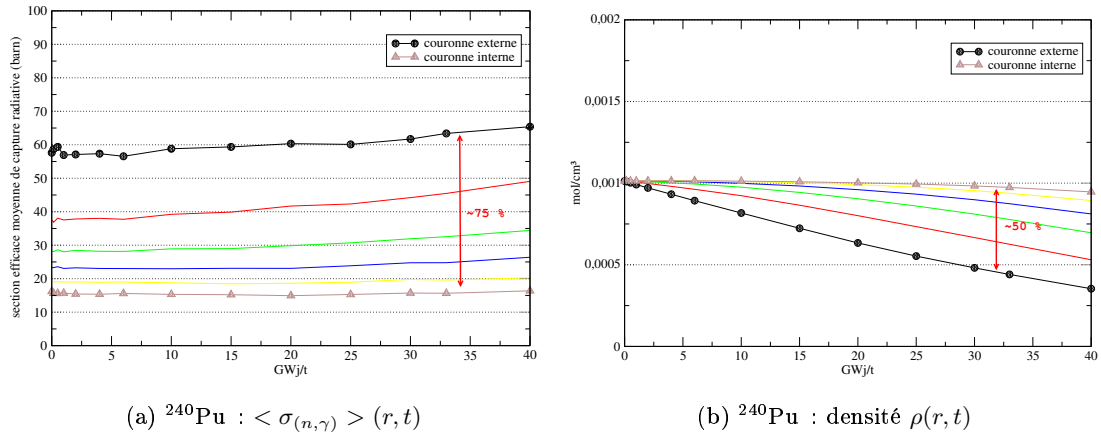 100
90
80
70
60
50
40
30
20
10
0
section efficace moyenne de capture radiative (barn)
couronne externe
couronne interne
~75 %
0 5 10 15 20 25 30 35 40
GWj/t
(a) ²⁴⁰Pu : < σ(n,γ) > (r, t)
0,002
0,0015
0,001
0,0005
0
mol/cm³
couronne externe
couronne interne
~50 %
0 5 10 15 20 25 30 35 40
GWj/t
(b) ²⁴⁰Pu : densité ρ(r, t)